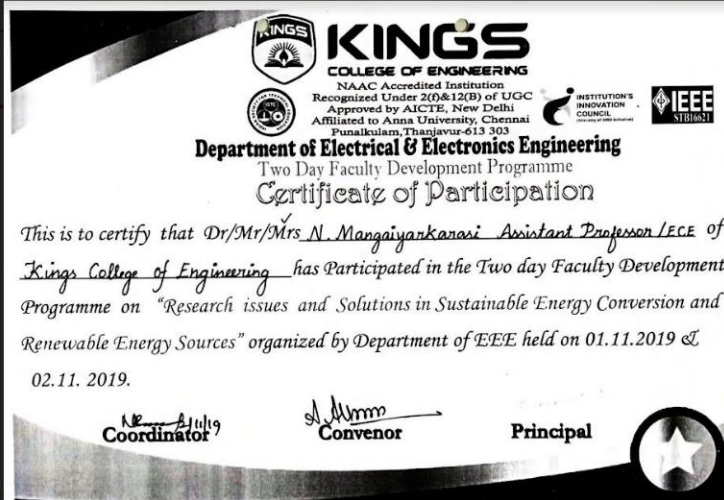 KINGS
KINGS
COLLEGE OF ENGINEERING
NAAC Accredited Institution
Recognized Under 2(f)&12(B) of UGC
Approved by AICTE, New Delhi
Affiliated to Anna University, Chennai
Punalkulam,Thanjavur-613 303
ISTE
INSTITUTION'S
INNOVATION
COUNCIL
IEEE
STB16621
Department of Electrical & Electronics Engineering
Two Day Faculty Development Programme
Certificate of Participation
This is to certify that Dr/Mr/Mrs N. Mangaiyarkarasi Assistant Professor/ECE of
Kings College of Engineering has Participated in the Two day Faculty Development
Programme on "Research issues and Solutions in Sustainable Energy Conversion and
Renewable Energy Sources" organized by Department of EEE held on 01.11.2019 &
02.11. 2019.
Coordinator
Convenor
Principal